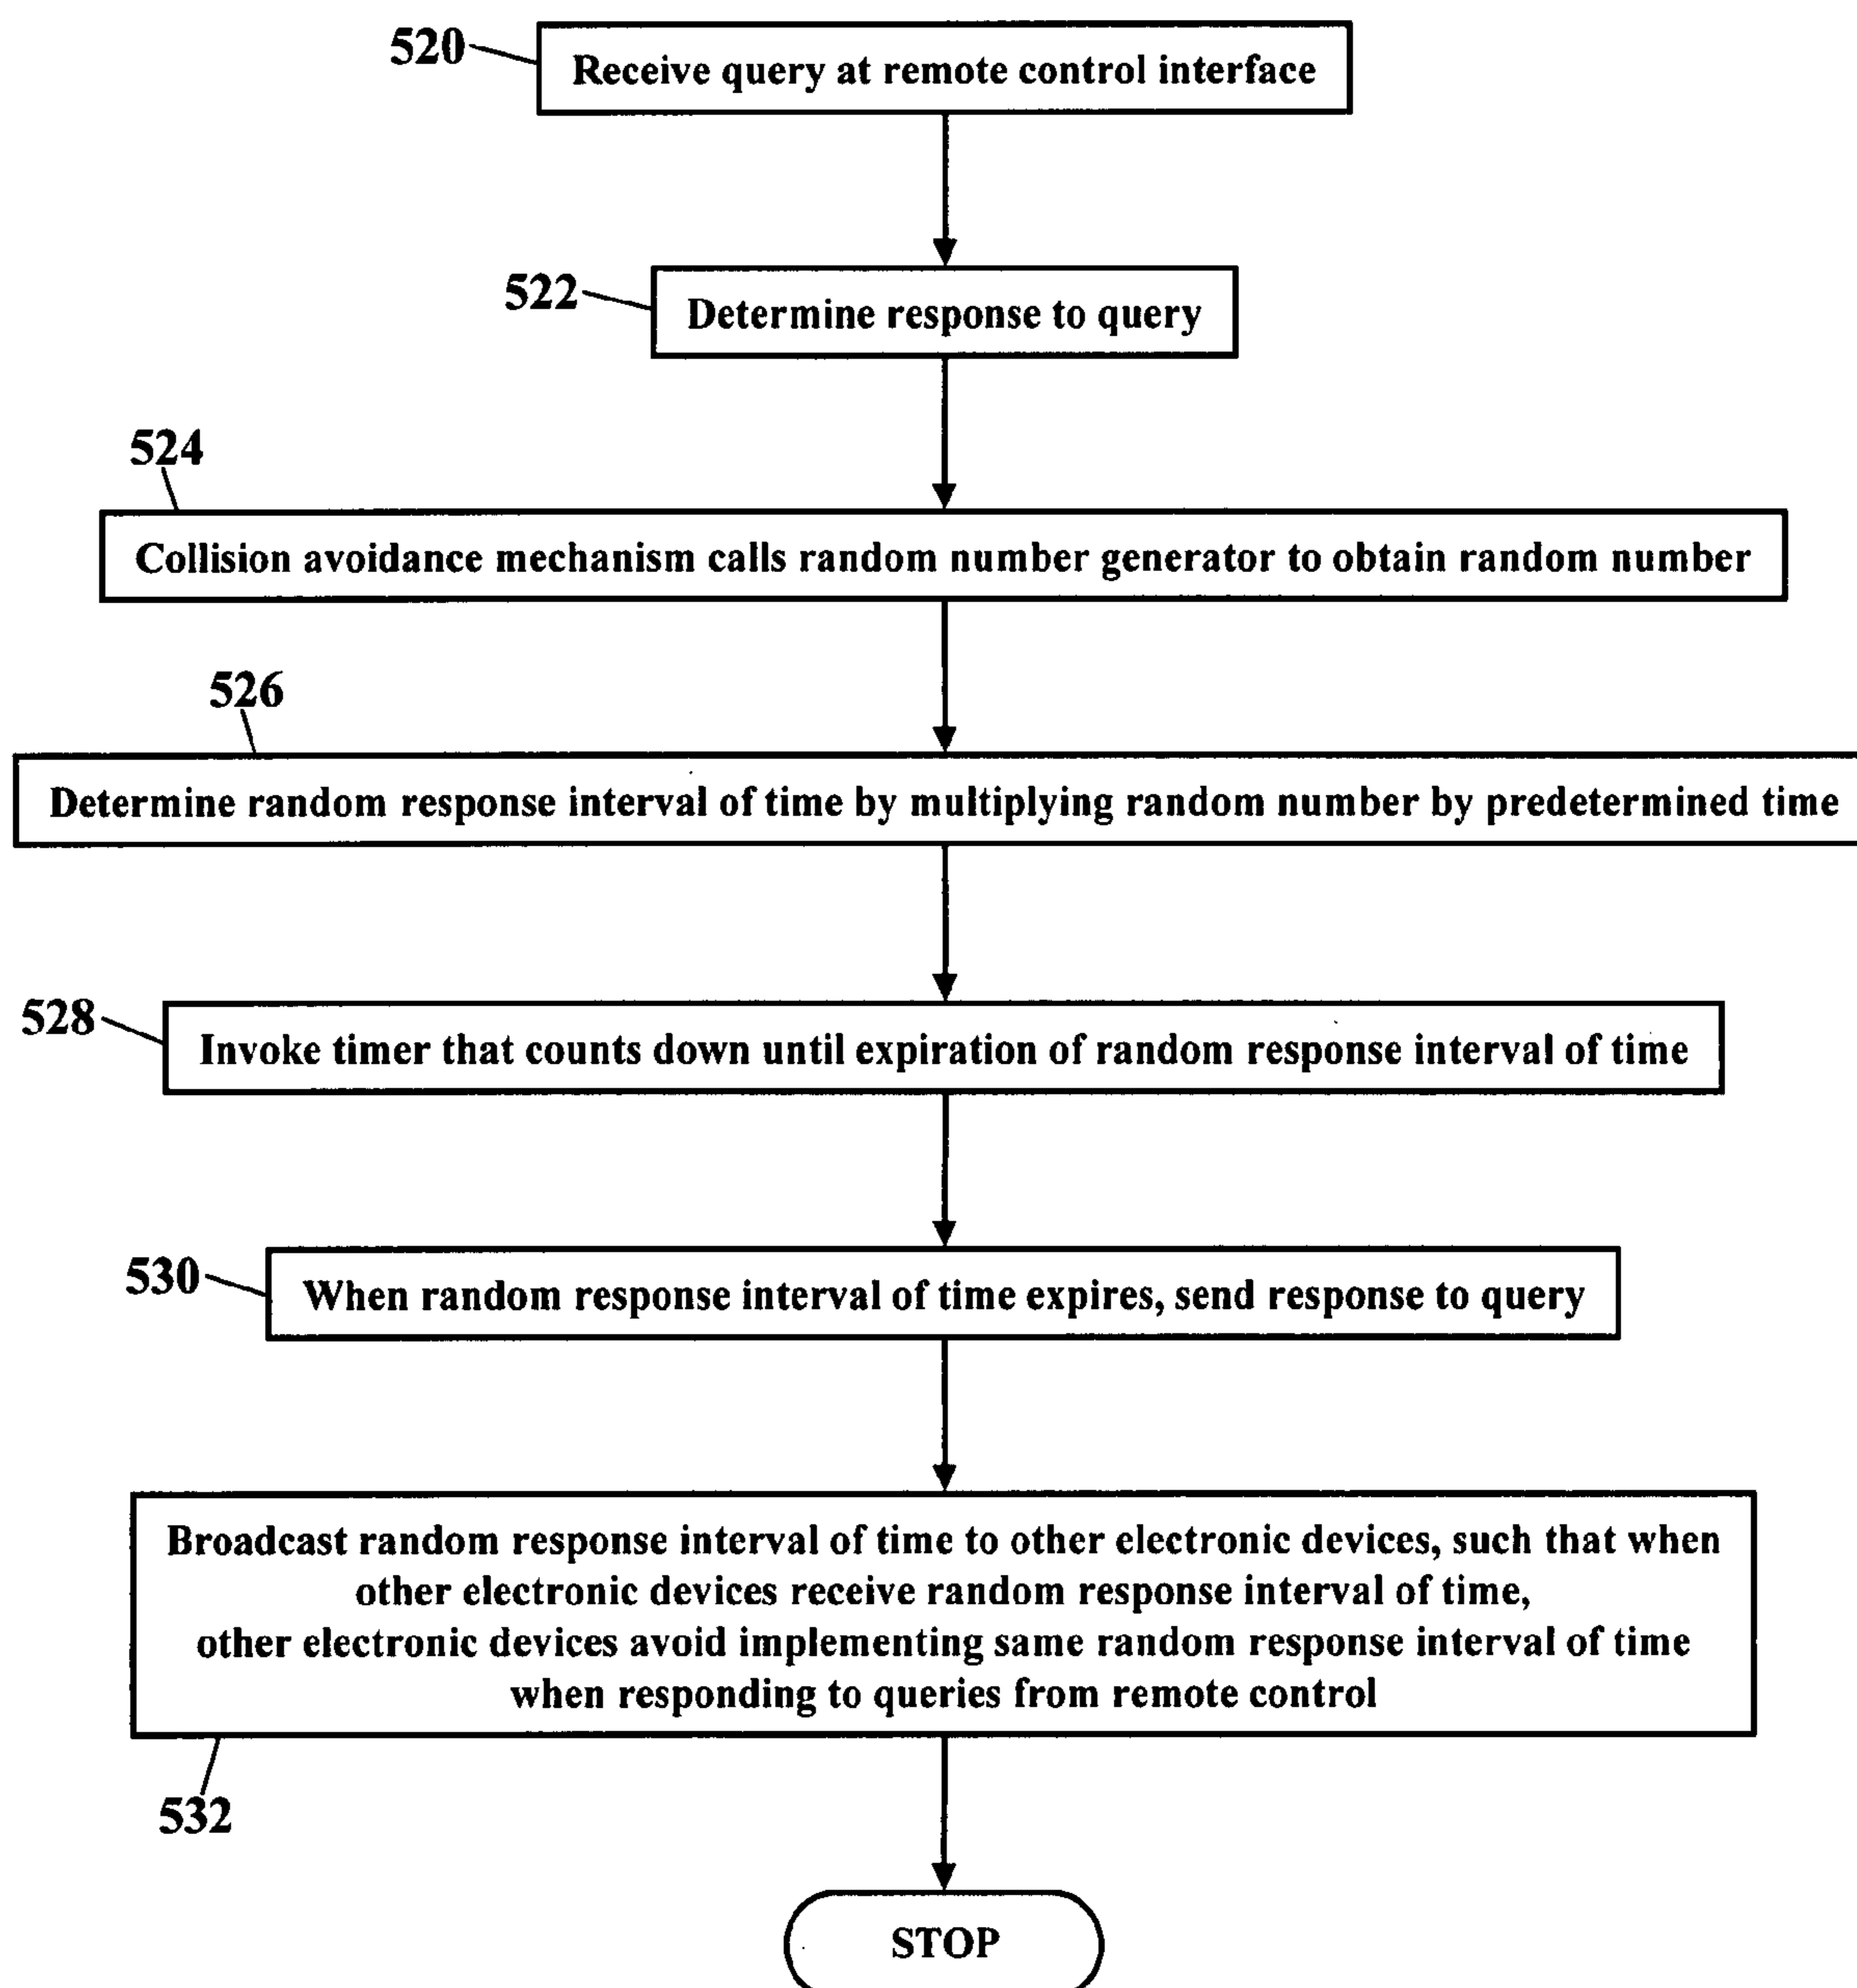 520
Receive query at remote control interface
522
Determine response to query
524
Collision avoidance mechanism calls random number generator to obtain random number
526
Determine random response interval of time by multiplying random number by predetermined time
528
Invoke timer that counts down until expiration of random response interval of time
530
When random response interval of time expires, send response to query
Broadcast random response interval of time to other electronic devices, such that when
other electronic devices receive random response interval of time,
other electronic devices avoid implementing same random response interval of time
when responding to queries from remote control
532
STOP